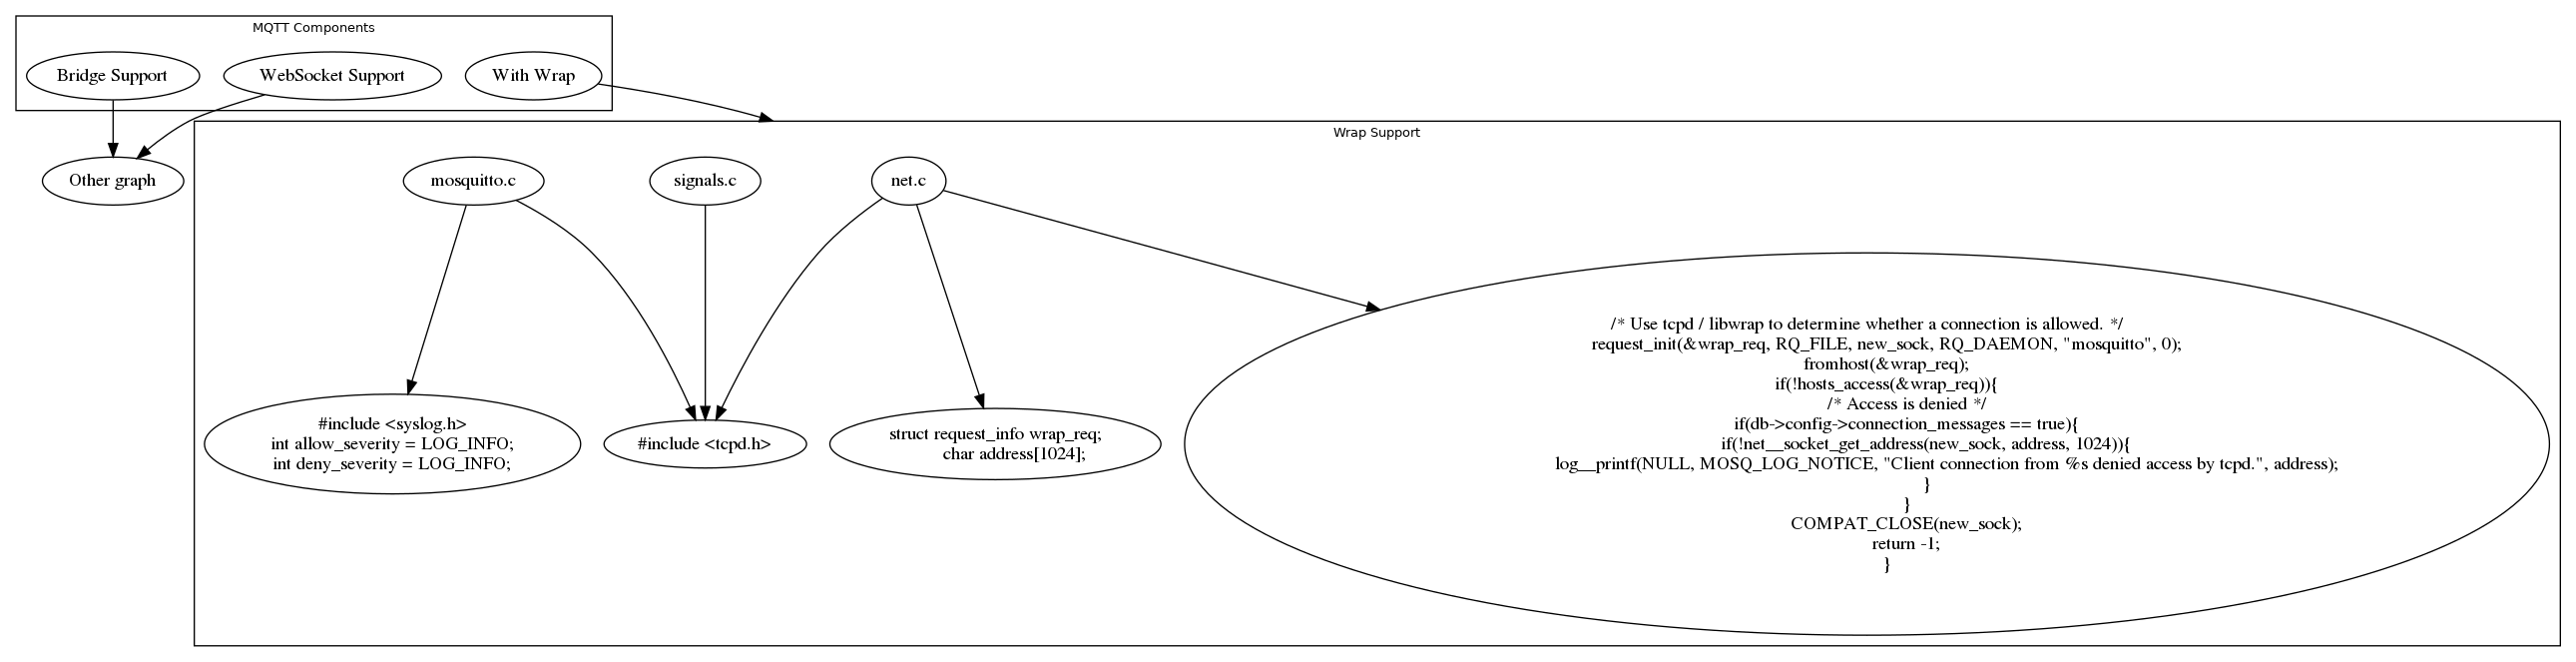 MQTT Components
Bridge Support
WebSocket Support
With Wrap
Wrap Support
Other graph
mosquitto.c
signals.c
net.c
#include <syslog.h>
int allow_severity = LOG_INFO;
int deny_severity = LOG_INFO;
#include <tcpd.h>
struct request_info wrap_req;
char address[1024];
/* Use tcpd / libwrap to determine whether a connection is allowed. */
request_init(&wrap_req, RQ_FILE, new_sock, RQ_DAEMON, "mosquitto", 0);
fromhost(&wrap_req);
if(!hosts_access(&wrap_req)){
/* Access is denied */
if(db->config->connection_messages == true){
if(!net__socket_get_address(new_sock, address, 1024)){
log__printf(NULL, MOSQ_LOG_NOTICE, "Client connection from %s denied access by tcpd.", address);
}
}
COMPAT_CLOSE(new_sock);
return -1;
}